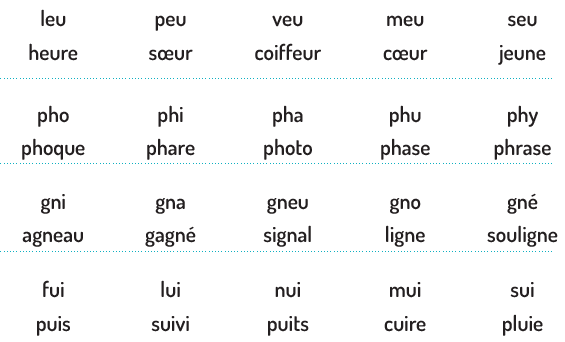 leu peu veu meu seu
heure sœur coiffeur cœur jeune
pho phi pha phu phy
phoque phare photo phase phrase
gni gna gneu gno gné
agneau gagné signal ligne souligne
fui lui nui mui sui
puis suivi puits cuire pluie